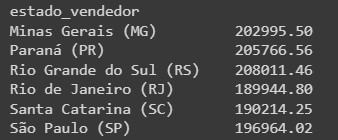 estado_vendedor
Minas Gerais (MG) 202995.50
Paraná (PR) 205766.56
Rio Grande do Sul (RS) 208011.46
Rio de Janeiro (RJ) 189944.80
Santa Catarina (SC) 190214.25
São Paulo (SP) 196964.02